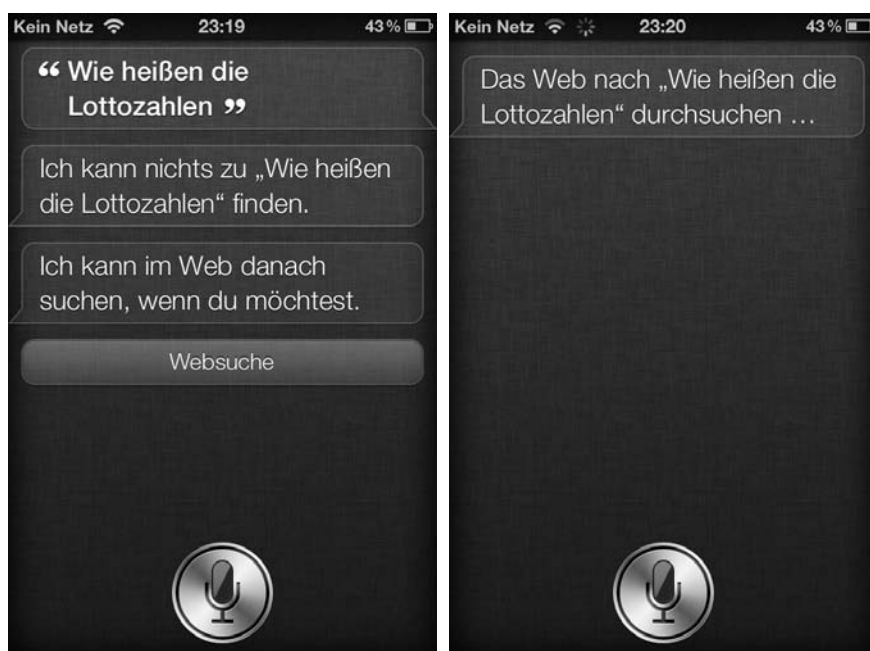 Kein Netz 23:19 43 %
“ Wie heißen die
Lottozahlen ”
Ich kann nichts zu „Wie heißen
die Lottozahlen“ finden.
Ich kann im Web danach
suchen, wenn du möchtest.
Websuche
Kein Netz 23:20 43 %
Das Web nach „Wie heißen die
Lottozahlen“ durchsuchen …